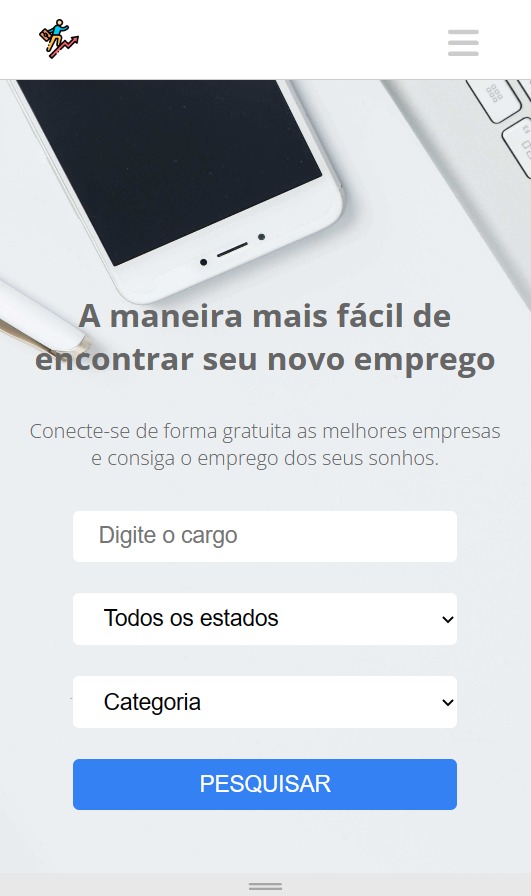 A maneira mais fácil de
encontrar seu novo emprego
Conecte-se de forma gratuita as melhores empresas
e consiga o emprego dos seus sonhos.
Digite o cargo
Todos os estados
Categoria
PESQUISAR